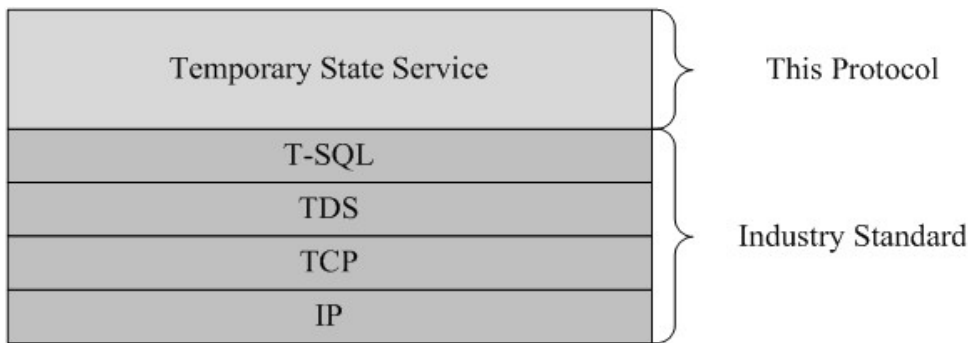 Temporary State Service
This Protocol
T-SQL
TDS
TCP
IP
Industry Standard